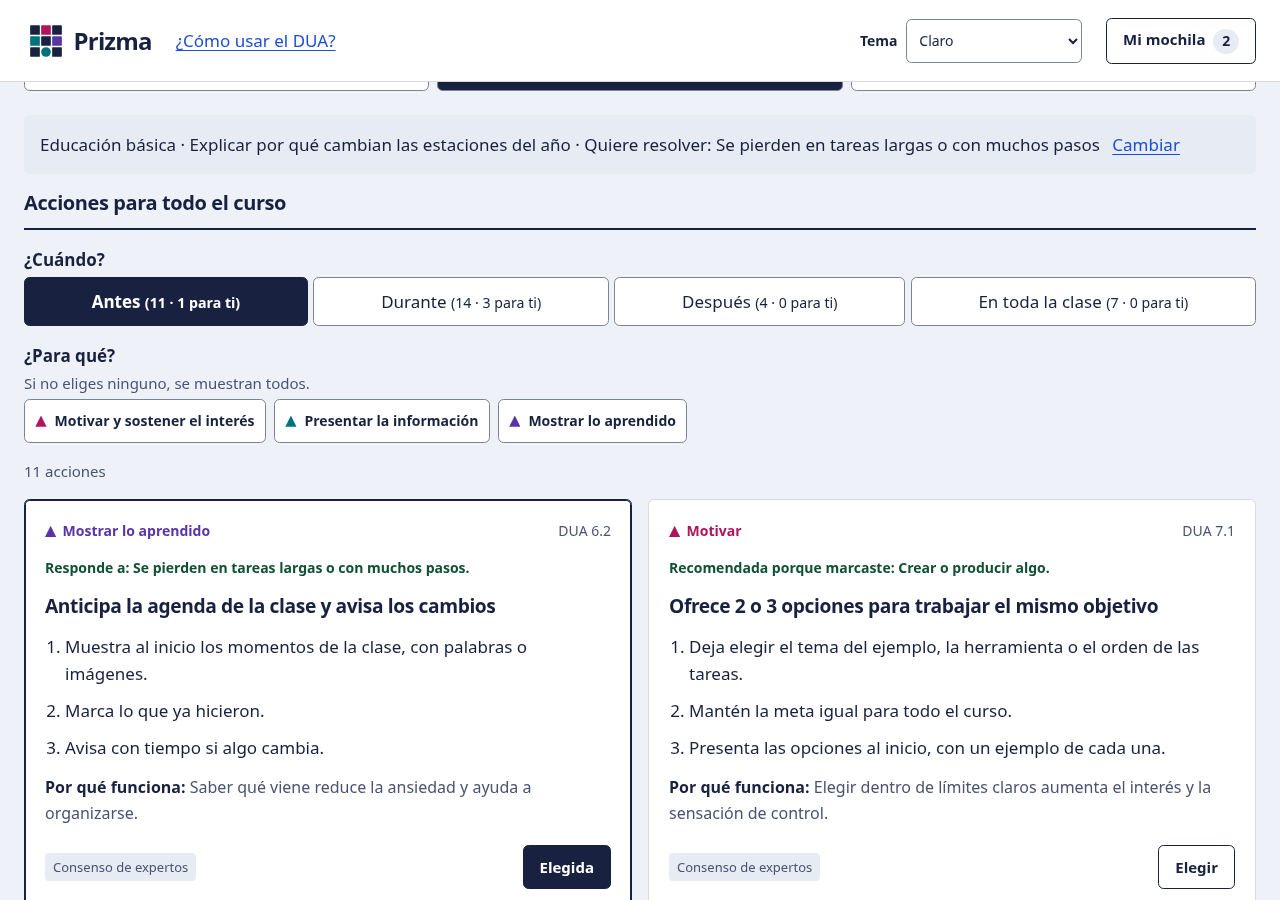 Prizma
¿Cómo usar el DUA?
Tema
Claro
Mi mochila 2
Educación básica · Explicar por qué cambian las estaciones del año · Quiere resolver: Se pierden en tareas largas o con muchos pasos Cambiar
Acciones para todo el curso
¿Cuándo?
Antes (11 · 1 para ti)
Durante (14 · 3 para ti)
Después (4 · 0 para ti)
En toda la clase (7 · 0 para ti)
¿Para qué?
Si no eliges ninguno, se muestran todos.
Motivar y sostener el interés
Presentar la información
Mostrar lo aprendido
11 acciones
Mostrar lo aprendido
DUA 6.2
Responde a: Se pierden en tareas largas o con muchos pasos.
Anticipa la agenda de la clase y avisa los cambios
1. Muestra al inicio los momentos de la clase, con palabras o
imágenes.
2. Marca lo que ya hicieron.
3. Avisa con tiempo si algo cambia.
Por qué funciona: Saber qué viene reduce la ansiedad y ayuda a
organizarse.
Consenso de expertos
Elegida
Motivar
DUA 7.1
Recomendada porque marcaste: Crear o producir algo.
Ofrece 2 o 3 opciones para trabajar el mismo objetivo
1. Deja elegir el tema del ejemplo, la herramienta o el orden de las
tareas.
2. Mantén la meta igual para todo el curso.
3. Presenta las opciones al inicio, con un ejemplo de cada una.
Por qué funciona: Elegir dentro de límites claros aumenta el interés y la
sensación de control.
Consenso de expertos
Elegir